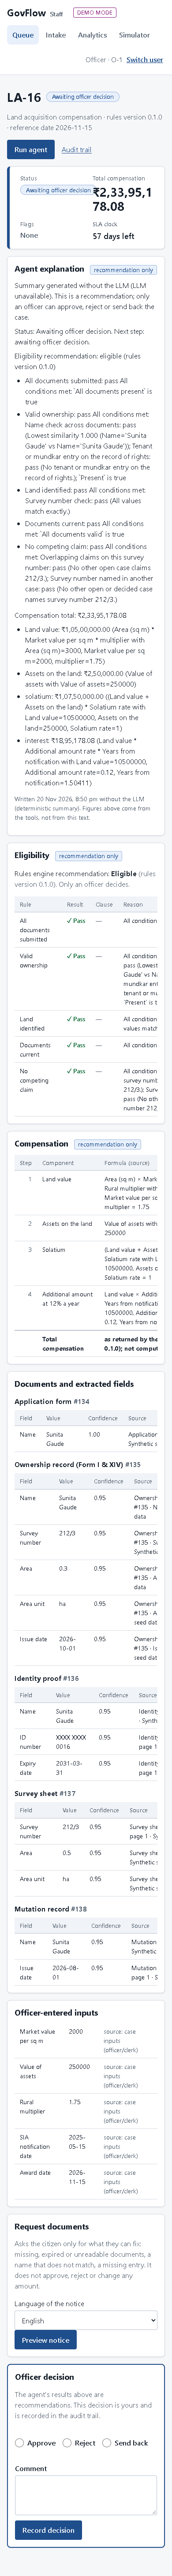 GovFlow Staff DEMO MODE
Queue Intake Analytics Simulator
Officer · O-1 Switch user
LA-16 Awaiting officer decision
Land acquisition compensation · rules version 0.1.0
· reference date 2026-11-15
Run agent Audit trail
Status
Awaiting officer decision
Total compensation
₹2,33,95,1
78.08
Flags
None
SLA clock
57 days left
Agent explanation recommendation only
Summary generated without the LLM (LLM
unavailable). This is a recommendation; only
an officer can approve, reject or send back the
case.
Status: Awaiting officer decision. Next step:
awaiting officer decision.
Eligibility recommendation: eligible (rules
version 0.1.0)
All documents submitted: pass All
conditions met: 'All documents present' is
true
Valid ownership: pass All conditions met:
Name check across documents: pass
(Lowest similarity 1.000 (Name='Sunita
Gaude' vs Name='Sunita Gaude')); Tenant
or mundkar entry in the record of rights:
pass (No tenant or mundkar in the
record of rights.); 'Present' is true
Land identified: pass All conditions met:
Survey number check: pass (All values
match exactly.)
Documents current: pass All conditions
met
No competing claim: pass All conditions
met: Overlapping claims on this survey
number: pass (No other open case claims
212/3.); Survey number named in another
case: pass (No other open or decided case
names survey number 212/3.)
Compensation total: ₹2,33,95,178.08
Land value: ₹1,05,00,000.00 (Area (sq m) *
Market value per sq m * multiplier with
Area (sq m)=3000, Market value per sq
m=2000, multiplier=1.75)
Assets on the land: ₹2,50,000.00 (Value of
assets with Value of assets=250000)
solatium: ₹1,07,50,000.00 ((Land value +
Assets on the land) * Solatium rate with
Land value=10500000, Assets on the
land=250000, Solatium rate=1)
interest: ₹18,95,178.08 (Land value *
Additional amount rate * Years from
notification with Land value=10500000,
Additional amount rate=0.12, Years from
notification=1.50411)
Written 20 Nov 2026, 8:50 pm without the LLM
(deterministic summary). Figures above come from
the tools, not from this text.
Eligibility recommendation only
Rules engine recommendation: Eligible (rules
version 0.1.0). Only an officer decides.
Rule Result Clause Reason
All documents submitted ✓ Pass — All condition
Valid ownership ✓ Pass — All condition
pass (Lowest
Gaude' vs Na
mundkar en
tenant or mu
'Present' is t
Land identified ✓ Pass — All condition
values match
Documents current ✓ Pass — All condition
No competing claim ✓ Pass — All condition
survey numb
212/3.); Surv
pass (No oth
number 212,
Compensation recommendation only
Step Component Formula (source)
1 Land value Area (sq m) × Mark
Rural multiplier with
Market value per sc
multiplier = 1.75
2 Assets on the land Value of assets with
250000
3 Solatium (Land value + Asset
Solatium rate with L
10500000, Assets c
Solatium rate = 1
4 Additional amount at 12% a year Land value × Additi
Years from notificati
10500000, Addition
0.12, Years from no
Total compensation as returned by the
0.1.0); not comput
Documents and extracted fields
Application form #134
Field Value Confidence Source
Name Sunita Gaude 1.00 Application
Synthetic s
Ownership record (Form I & XIV) #135
Field Value Confidence Source
Name Sunita Gaude 0.95 Ownersh
#135 · N
data
Survey number 212/3 0.95 Ownersh
#135 · Su
Synthetic
Area 0.3 0.95 Ownersh
#135 · A
data
Area unit ha 0.95 Ownersh
#135 · A
seed dat
Issue date 2026-10-01 0.95 Ownersh
#135 · Is
seed dat
Identity proof #136
Field Value Confidence Source
Name Sunita Gaude 0.95 Identity
· Synthe
ID number XXXX XXXX 0016 0.95 Identity
page 1
Expiry date 2031-03-31 0.95 Identity
page 1
Survey sheet #137
Field Value Confidence Source
Survey number 212/3 0.95 Survey she
page 1 · Sy
Area 0.5 0.95 Survey she
Synthetic s
Area unit ha 0.95 Survey she
Synthetic s
Mutation record #138
Field Value Confidence Source
Name Sunita Gaude 0.95 Mutation
Synthetic
Issue date 2026-08-01 0.95 Mutation
page 1 · S
Officer-entered inputs
Market value per sq m 2000 source: case inputs (officer/clerk)
Value of assets 250000 source: case inputs (officer/clerk)
Rural multiplier 1.75 source: case inputs (officer/clerk)
SIA notification date 2025-05-15 source: case inputs (officer/clerk)
Award date 2026-11-15 source: case inputs (officer/clerk)
Request documents
Asks the citizen only for what they can fix:
missing, expired or unreadable documents, a
name that does not match, a missing entry. It
does not approve, reject or change any
amount.
Language of the notice
English
Preview notice
Officer decision
The agent's results above are
recommendations. This decision is yours and
is recorded in the audit trail.
Approve Reject Send back
Comment
Record decision